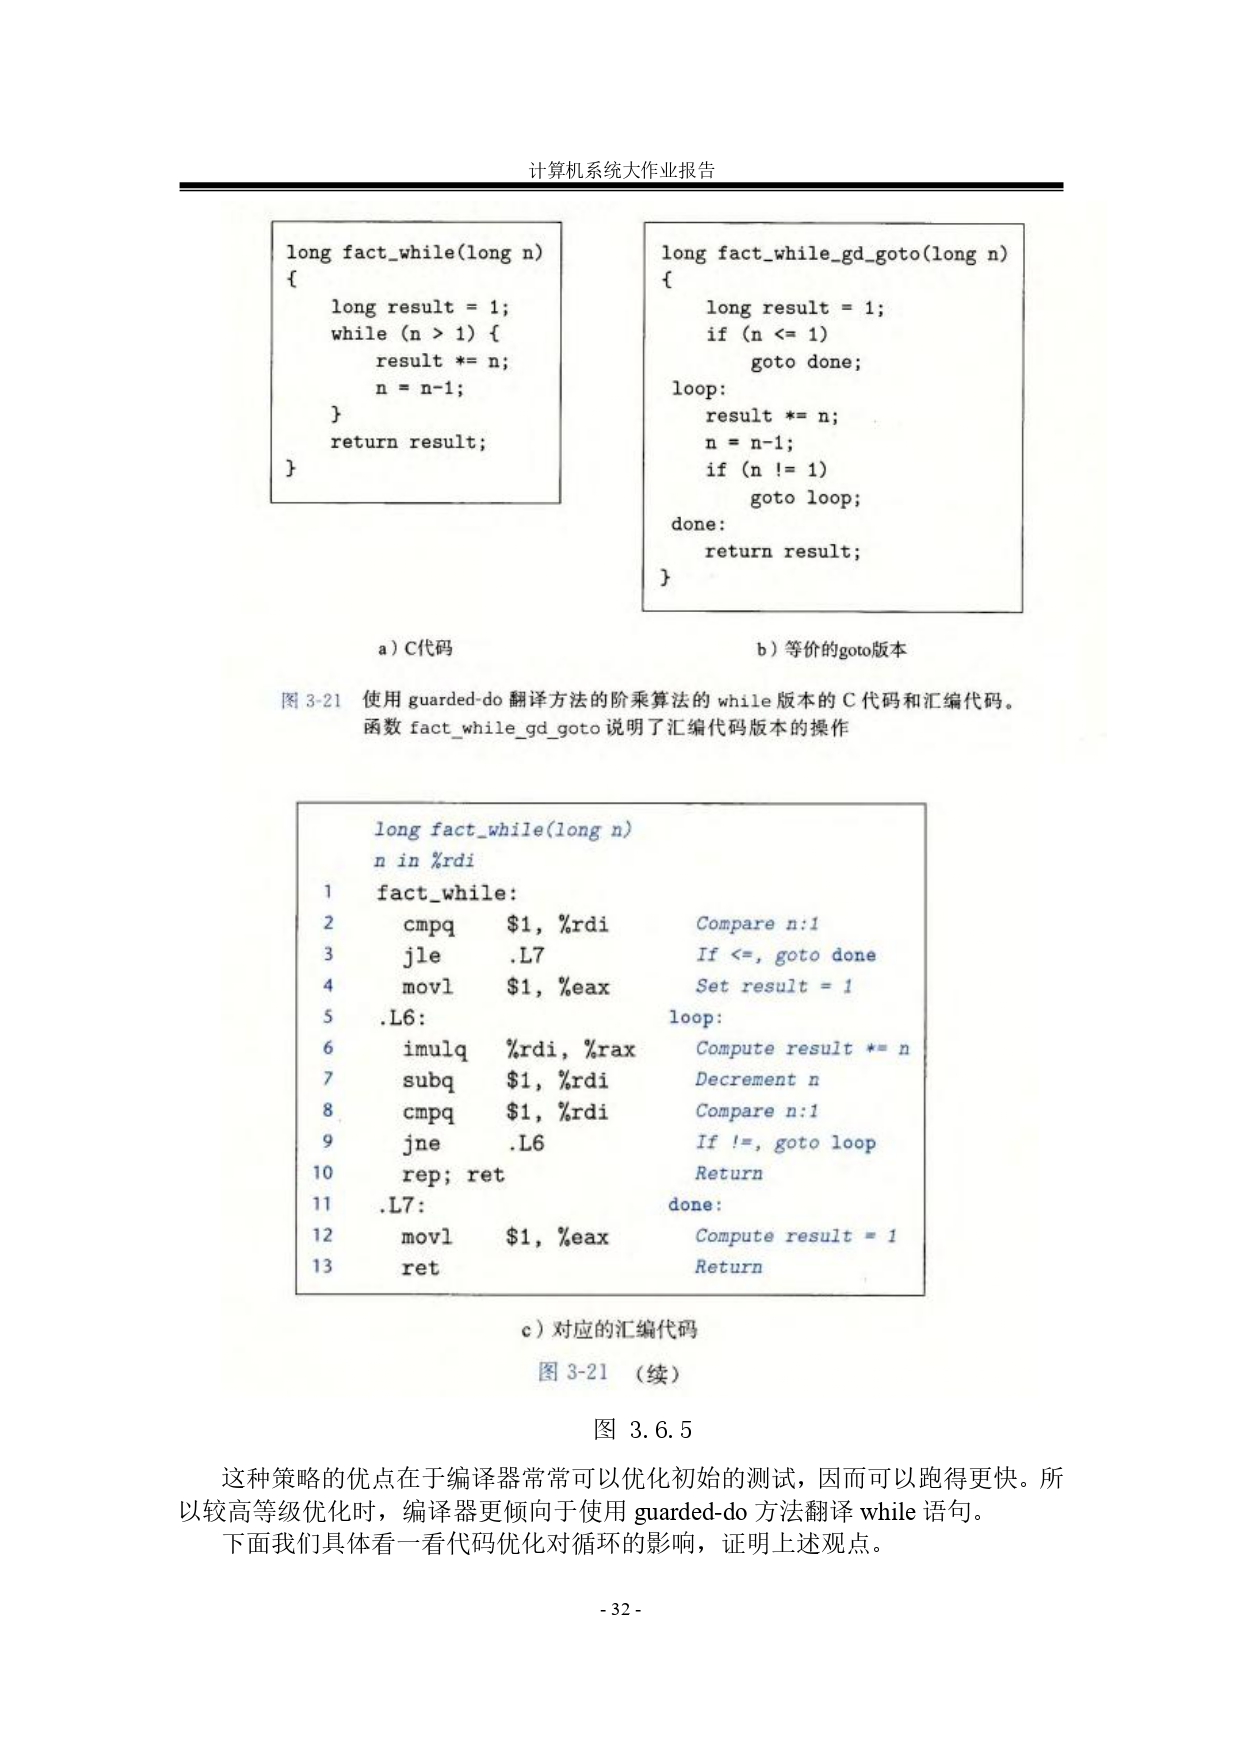 计算机系统大作业报告
long fact_while(long n)
{
    long result = 1;
    while (n > 1) {
        result *= n;
        n = n-1;
    }
    return result;
}
a）C代码
long fact_while_gd_goto(long n)
{
    long result = 1;
    if (n <= 1)
        goto done;
 loop:
    result *= n;
    n = n-1;
    if (n != 1)
        goto loop;
 done:
    return result;
}
b）等价的goto版本
图 3-21 使用 guarded-do 翻译方法的阶乘算法的 while 版本的 C 代码和汇编代码。
函数 fact_while_gd_goto 说明了汇编代码版本的操作
long fact_while(long n)
n in %rdi
1 fact_while:
2 cmpq $1, %rdi Compare n:1
3 jle .L7 If <=, goto done
4 movl $1, %eax Set result = 1
5 .L6: loop:
6 imulq %rdi, %rax Compute result *= n
7 subq $1, %rdi Decrement n
8 cmpq $1, %rdi Compare n:1
9 jne .L6 If !=, goto loop
10 rep; ret Return
11 .L7: done:
12 movl $1, %eax Compute result = 1
13 ret Return
c）对应的汇编代码
图 3-21 （续）
图 3.6.5
这种策略的优点在于编译器常常可以优化初始的测试，因而可以跑得更快。所
以较高等级优化时，编译器更倾向于使用 guarded-do 方法翻译 while 语句。
下面我们具体看一看代码优化对循环的影响，证明上述观点。
- 32 -